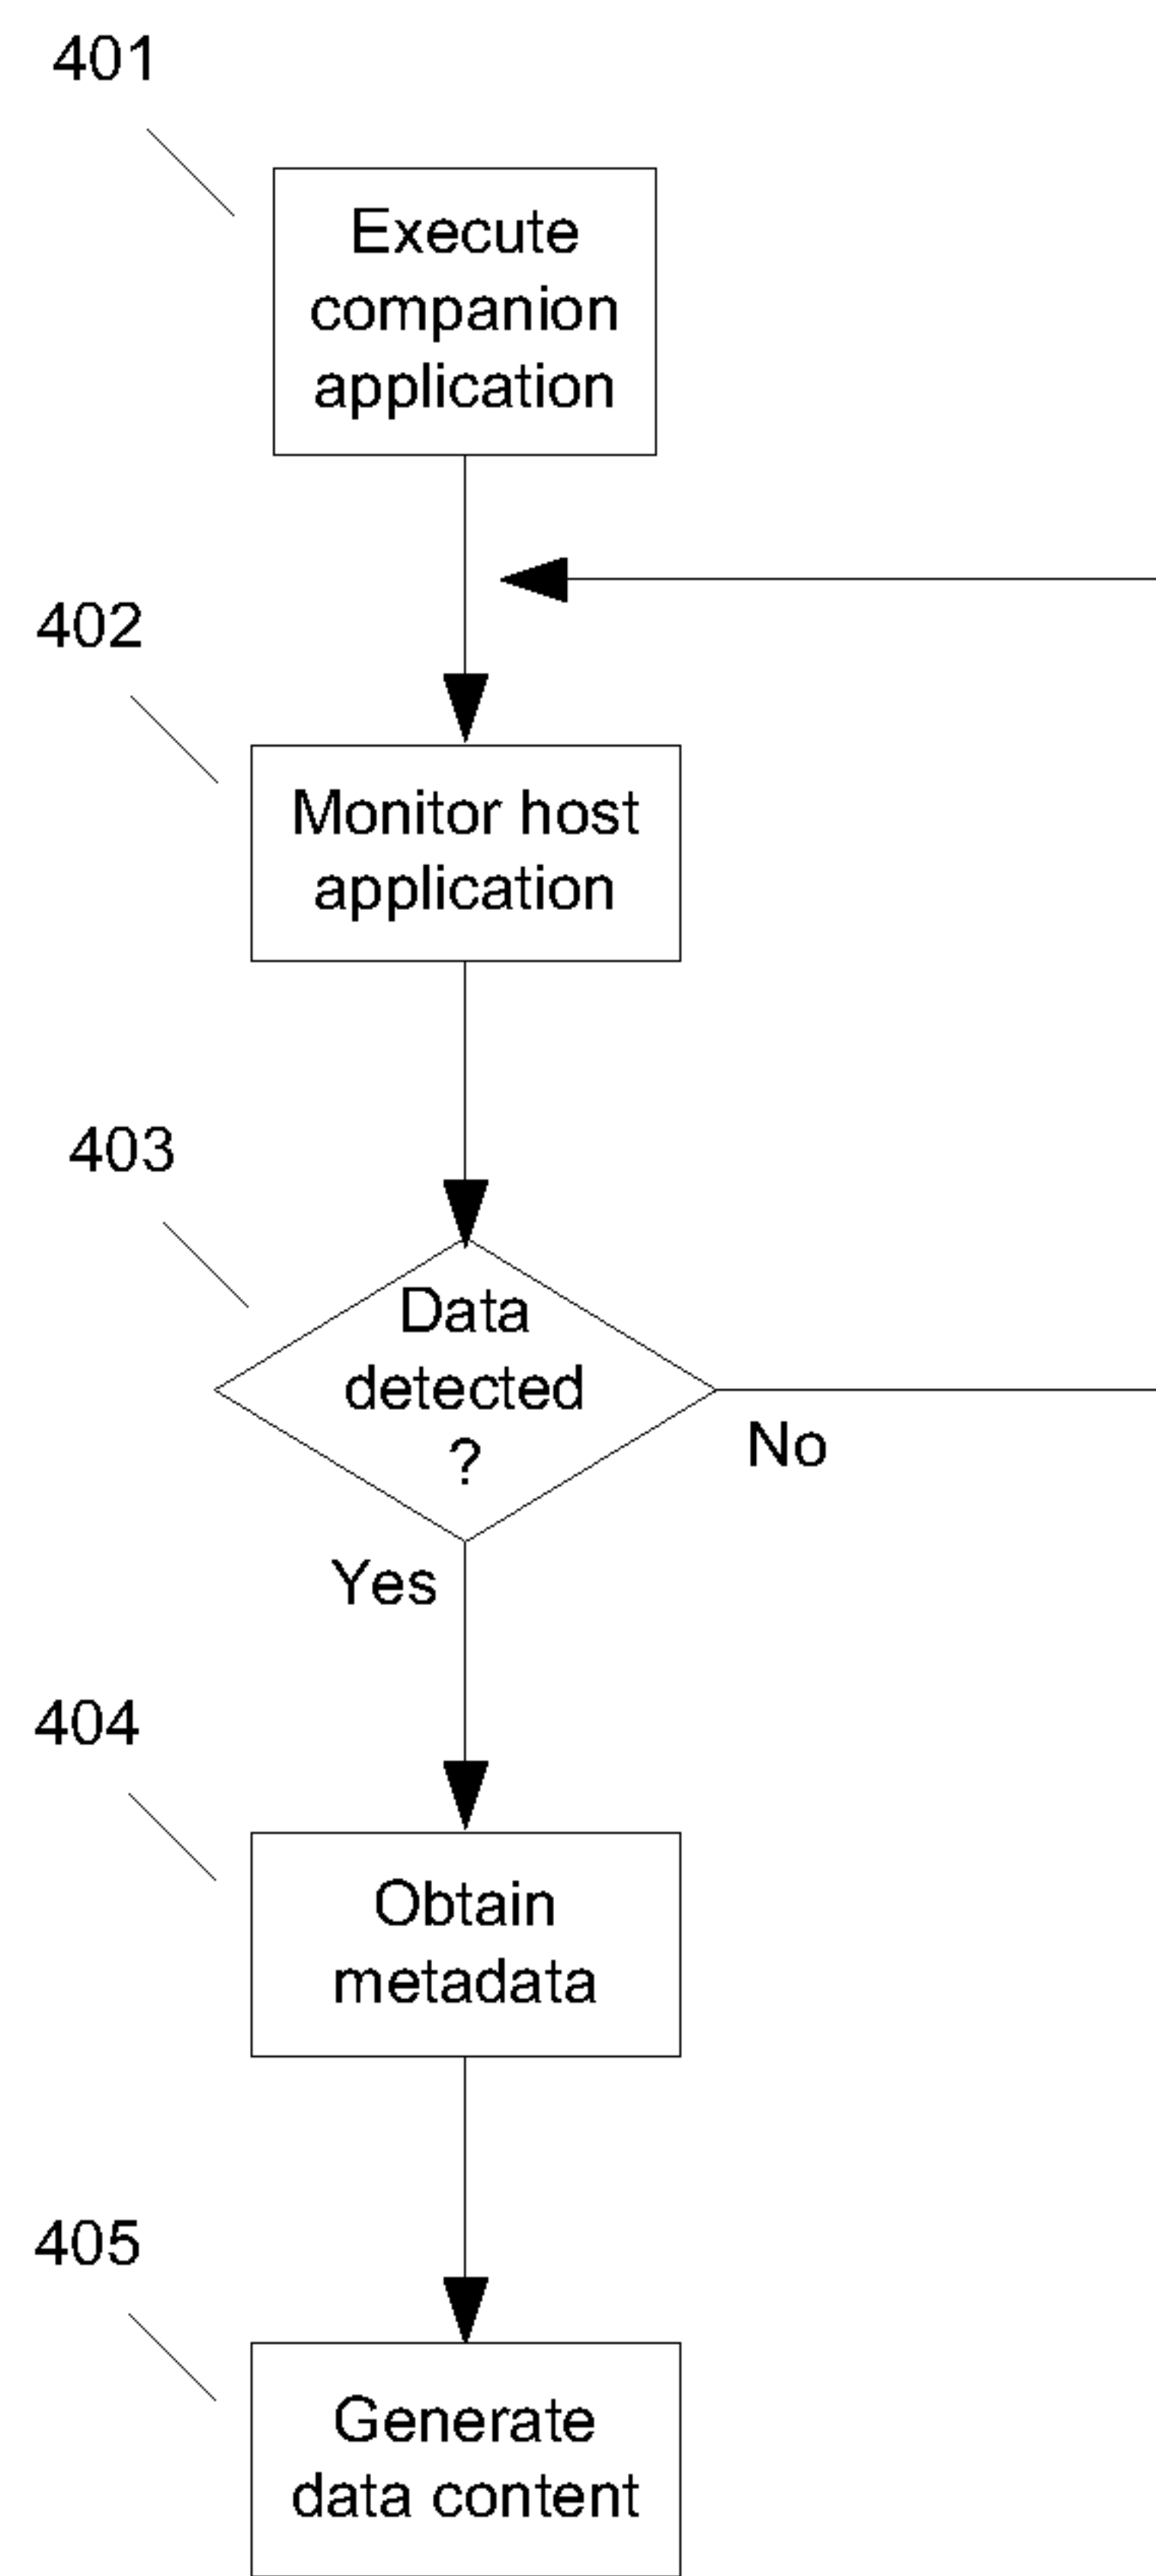 401
Execute
companion
application
402
Monitor host
application
403
Data
detected
?
No
Yes
404
Obtain
metadata
405
Generate
data content